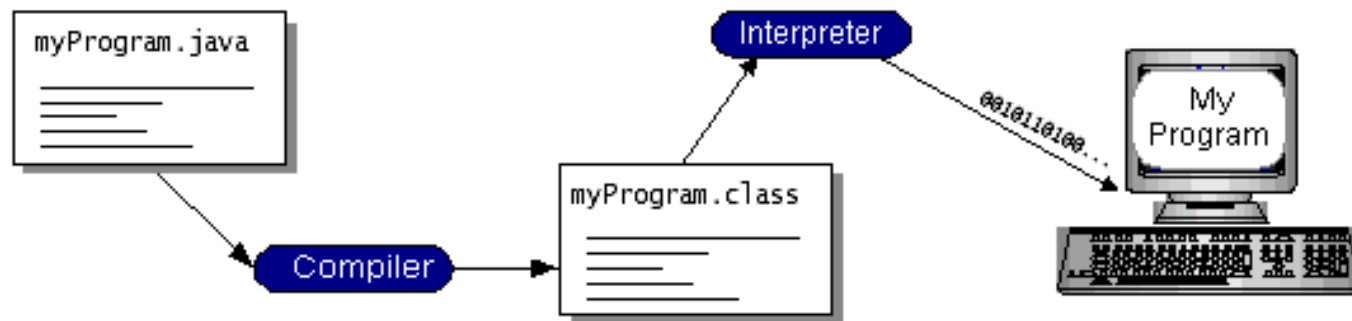 myProgram.java
Compiler
myProgram.class
Interpreter
0010110100...
My
Program